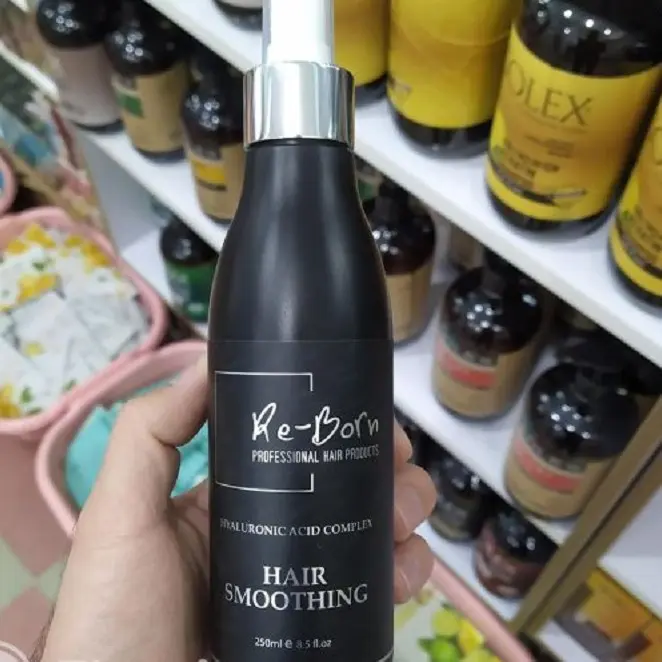 OLEX
Re-Born
PROFESSIONAL HAIR PRODUCTS
HYALURONIC ACID COMPLEX
HAIR
SMOOTHING
250ml e 8.5 fl.oz